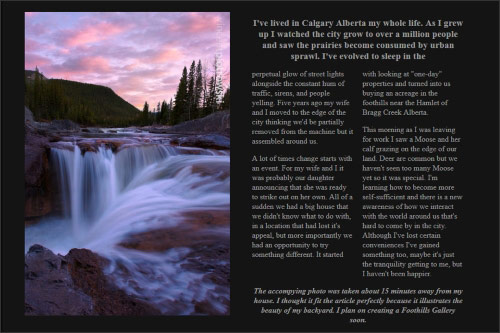 I've lived in Calgary Alberta my whole life. As I grew
up I watched the city grow to over a million people
and saw the prairies become consumed by urban
sprawl. I've evolved to sleep in the
perpetual glow of street lights
alongside the constant hum of
traffic, sirens, and people
yelling. Five years ago my wife
and I moved to the edge of the
city thinking we'd be partially
removed from the machine but it
assembled around us.
A lot of times change starts with
an event. For my wife and I it
was probably our daughter
announcing that she was ready
to strike out on her own. All of a
sudden we had a big house that
we didn't know what to do with,
in a location that had lost it's
appeal, but more importantly we
had an opportunity to try
something different. It started
with looking at "one-day"
properties and turned into us
buying an acreage in the
foothills near the Hamlet of
Bragg Creek Alberta.
This morning as I was leaving
for work I saw a Moose and her
calf grazing on the edge of our
land. Deer are common but we
haven't seen too many Moose
yet so it was special. I'm
learning how to become more
self-sufficient and there is a new
awareness of how we interact
with the world around us that's
hard to come by in the city.
Although I've lost certain
conveniences I've gained
something too, maybe it's just
the tranquility getting to me, but
I haven't been happier.
The accompying photo was taken about 15 minutes away from my
house. I thought it fit the article perfectly because it illustrates the
beauty of my backyard. I plan on creating a Foothills Gallery
soon.